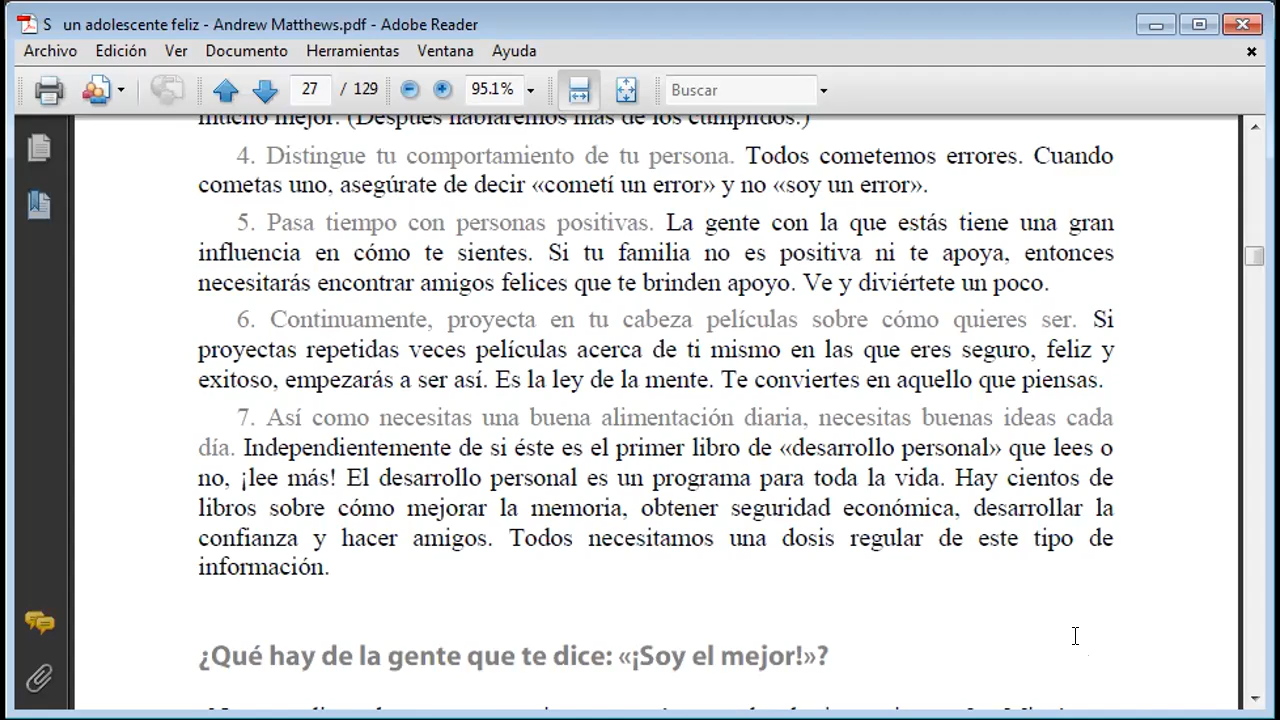 S un adolescente feliz - Andrew Matthews.pdf - Adobe Reader
Archivo Edición Ver Documento Herramientas Ventana Ayuda
27 / 129 95.1% Buscar
mucho mejor. (Después hablaremos más de los cumplidos.)
4. Distingue tu comportamiento de tu persona. Todos cometemos errores. Cuando
cometas uno, asegúrate de decir «cometí un error» y no «soy un error».
5. Pasa tiempo con personas positivas. La gente con la que estás tiene una gran
influencia en cómo te sientes. Si tu familia no es positiva ni te apoya, entonces
necesitarás encontrar amigos felices que te brinden apoyo. Ve y diviértete un poco.
6. Continuamente, proyecta en tu cabeza películas sobre cómo quieres ser. Si
proyectas repetidas veces películas acerca de ti mismo en las que eres seguro, feliz y
exitoso, empezarás a ser así. Es la ley de la mente. Te conviertes en aquello que piensas.
7. Así como necesitas una buena alimentación diaria, necesitas buenas ideas cada
día. Independientemente de si éste es el primer libro de «desarrollo personal» que lees o
no, ¡lee más! El desarrollo personal es un programa para toda la vida. Hay cientos de
libros sobre cómo mejorar la memoria, obtener seguridad económica, desarrollar la
confianza y hacer amigos. Todos necesitamos una dosis regular de este tipo de
información.
¿Qué hay de la gente que te dice: «¡Soy el mejor!»?